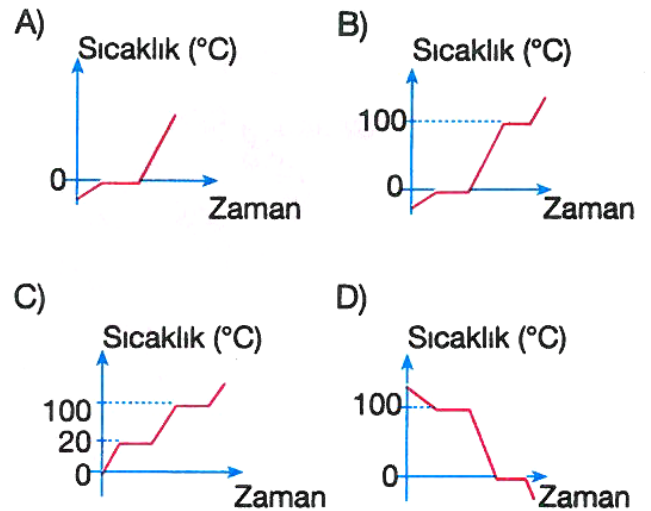 A)
Sıcaklık (°C)
0
Zaman
B)
Sıcaklık (°C)
100
0
Zaman
C)
Sıcaklık (°C)
100
20
0
Zaman
D)
Sıcaklık (°C)
100
0
Zaman